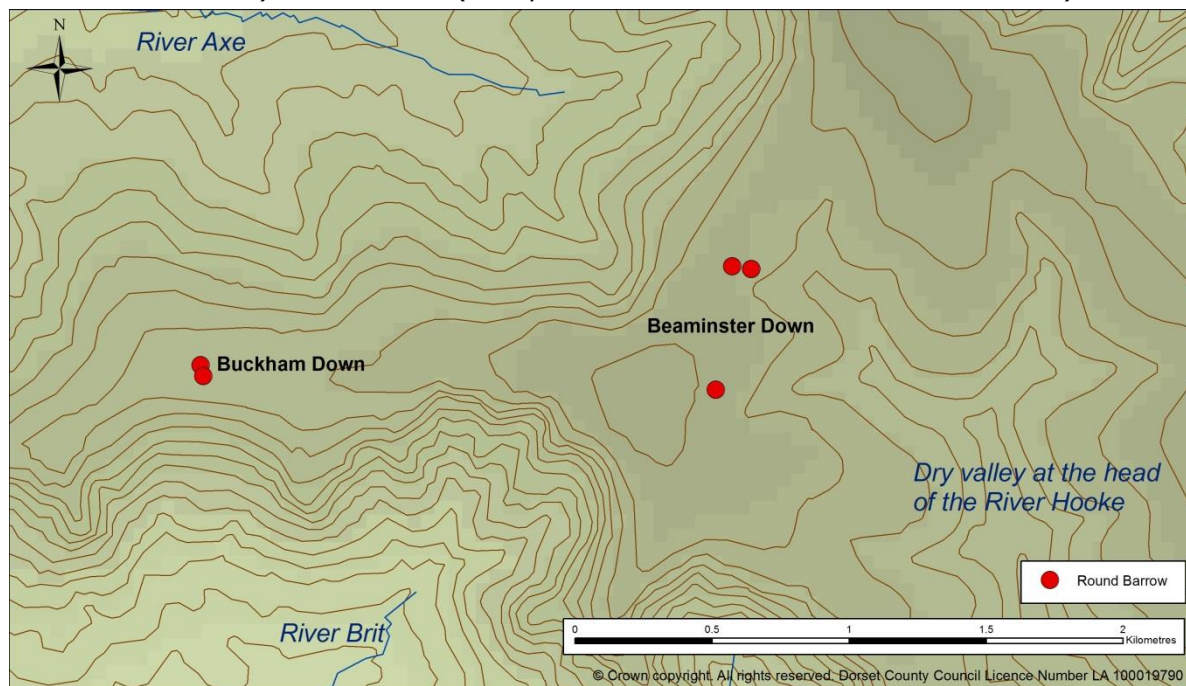 River Axe
N
Beaminster Down
Buckham Down
Dry valley at the head
of the River Hooke
Round Barrow
River Brit
0 0.5 1 1.5 2
Kilometres
© Crown copyright. All rights reserved. Dorset County Council Licence Number LA 100019790